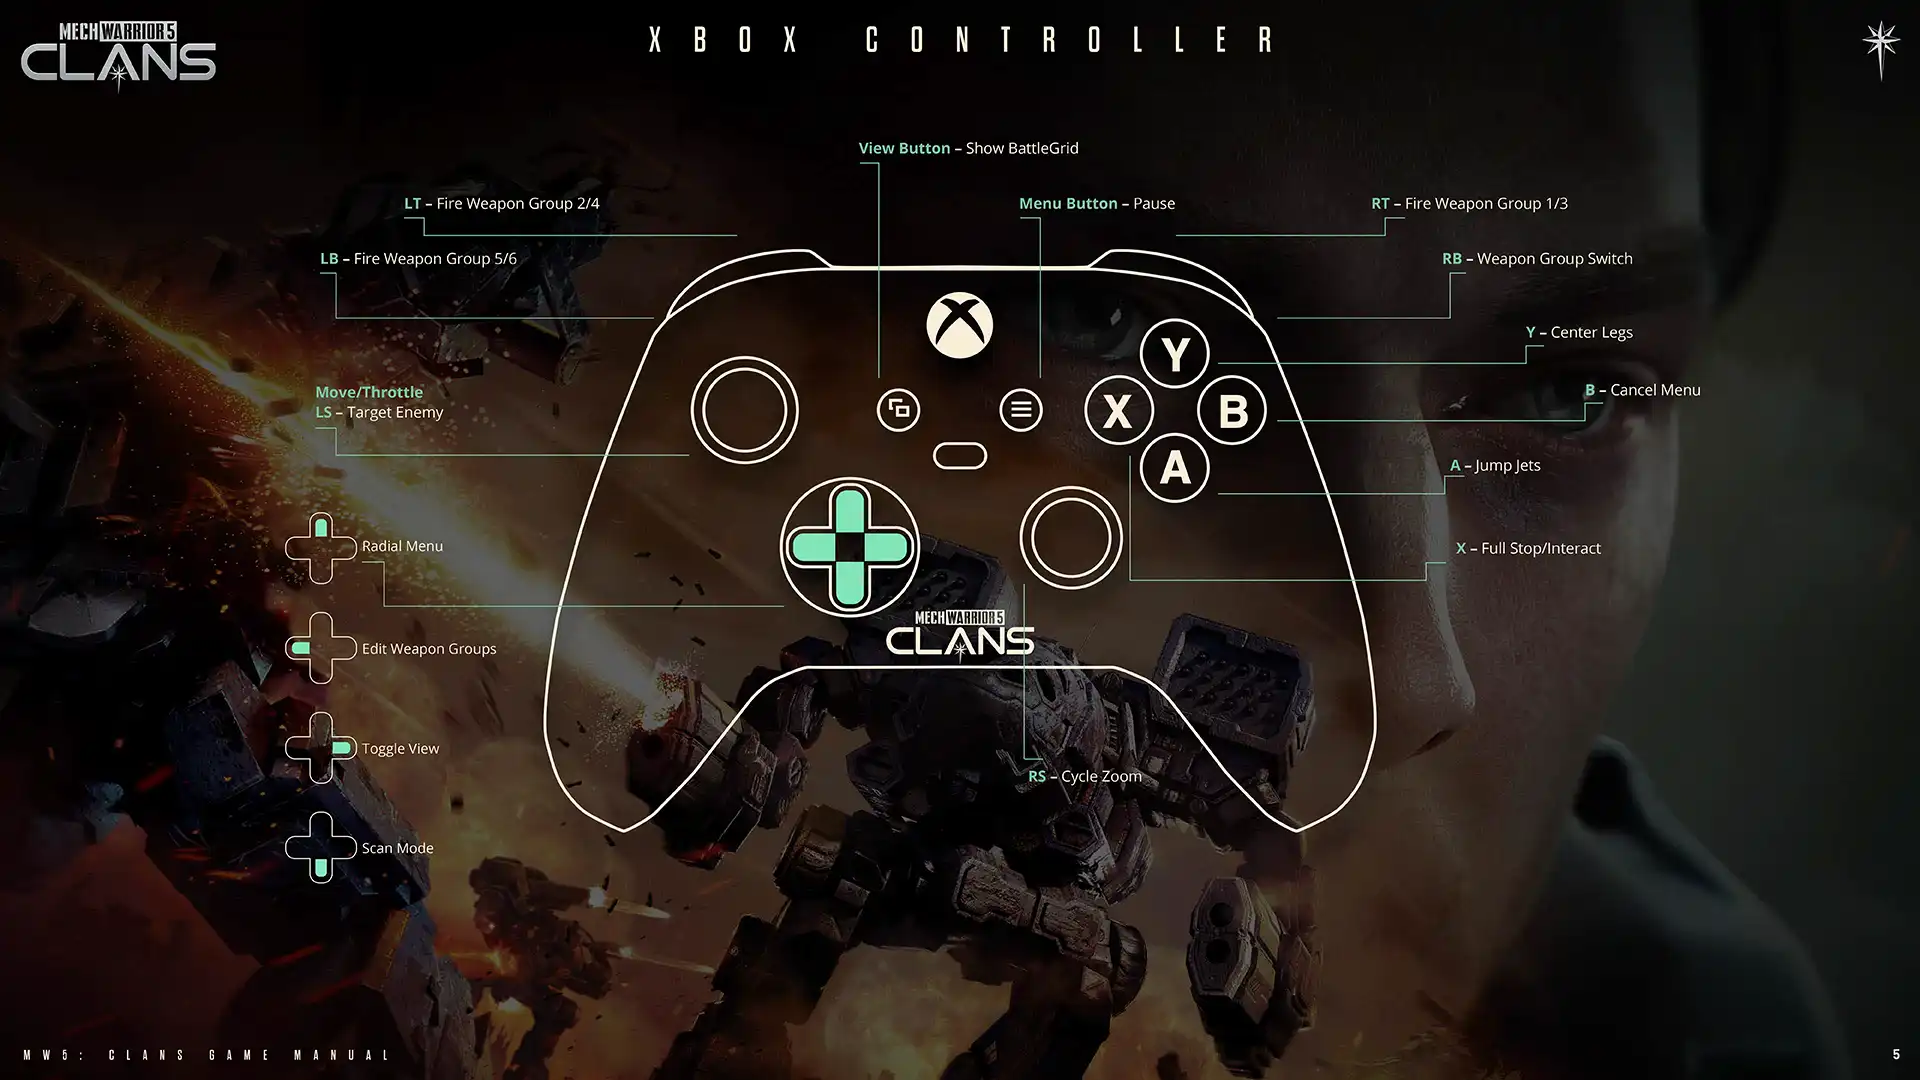 MECHWARRIOR 5
CLANS
XBOX CONTROLLER
View Button – Show BattleGrid
LT – Fire Weapon Group 2/4
Menu Button – Pause
RT – Fire Weapon Group 1/3
LB – Fire Weapon Group 5/6
RB – Weapon Group Switch
Y – Center Legs
Y
Move/Throttle
LS – Target Enemy
B – Cancel Menu
X
B
A
A – Jump Jets
Radial Menu
X – Full Stop/Interact
MECHWARRIOR 5
CLANS
Edit Weapon Groups
Toggle View
RS – Cycle Zoom
Scan Mode
MW5: CLANS GAME MANUAL
5